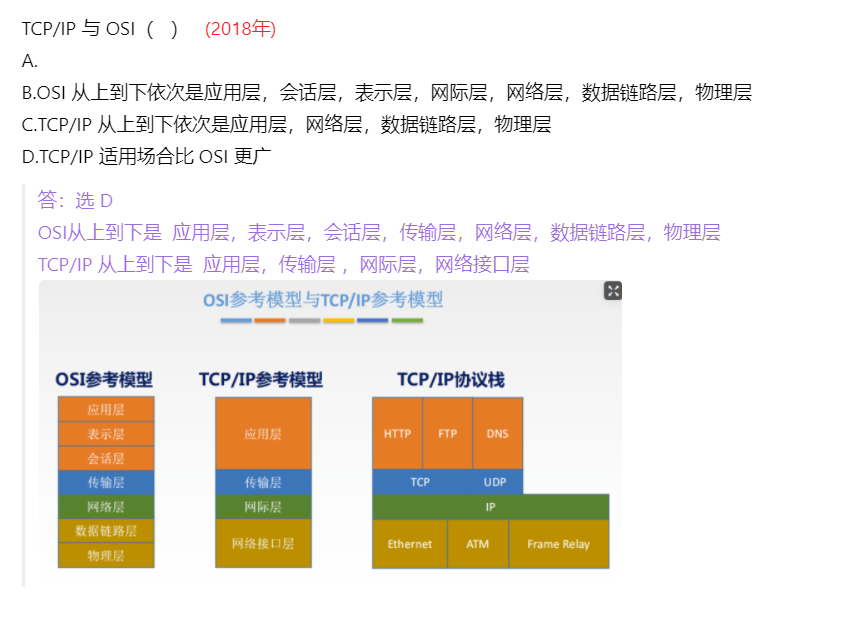 TCP/IP 与 OSI（ ） (2018年)
A.
B.OSI 从上到下依次是应用层，会话层，表示层，网际层，网络层，数据链路层，物理层
C.TCP/IP 从上到下依次是应用层，网络层，数据链路层，物理层
D.TCP/IP 适用场合比 OSI 更广
答：选 D
OSI从上到下是 应用层，表示层，会话层，传输层，网络层，数据链路层，物理层
TCP/IP 从上到下是 应用层，传输层 ，网际层，网络接口层
OSI参考模型与TCP/IP参考模型
OSI参考模型
应用层
表示层
会话层
传输层
网络层
数据链路层
物理层
TCP/IP参考模型
应用层
传输层
网际层
网络接口层
TCP/IP协议栈
HTTP FTP DNS
TCP UDP
IP
Ethernet ATM Frame Relay